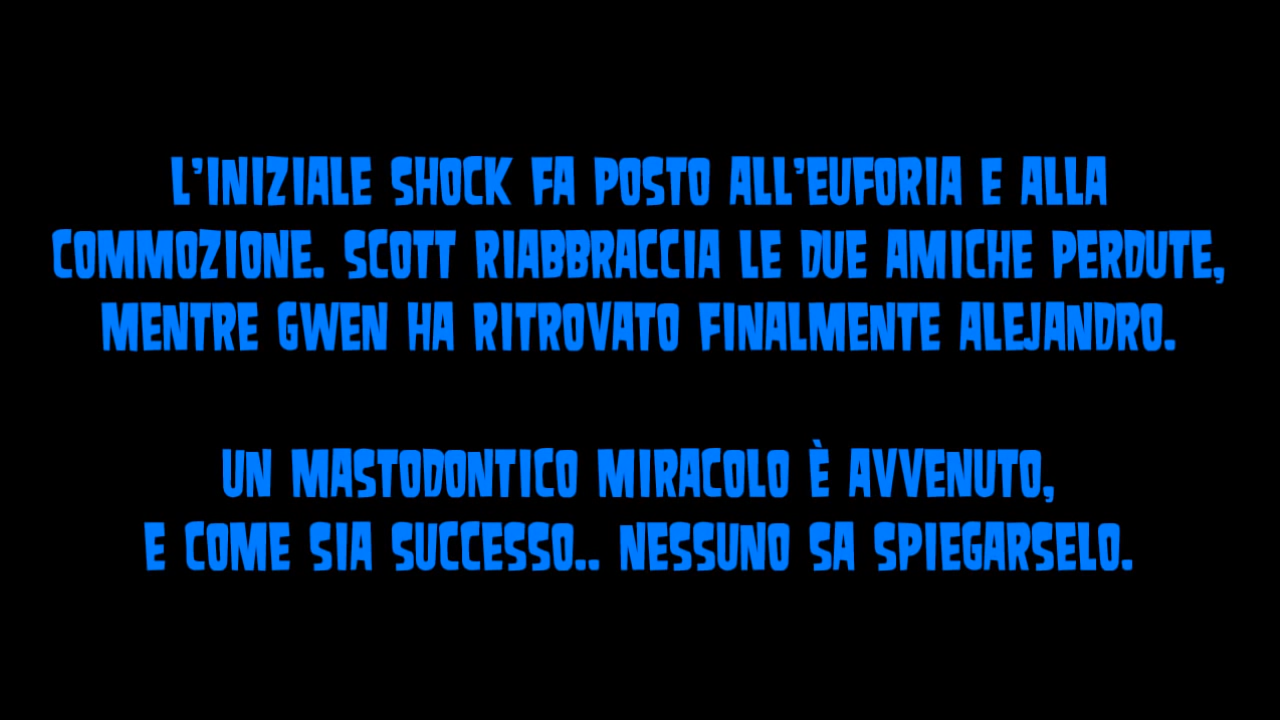 L'INIZIALE SHOCK FA POSTO ALL'EUFORIA E ALLA
COMMOZIONE. SCOTT RIABBRACCIA LE DUE AMICHE PERDUTE,
MENTRE GWEN HA RITROVATO FINALMENTE ALEJANDRO.
UN MASTODONTICO MIRACOLO È AVVENUTO,
E COME SIA SUCCESSO.. NESSUNO SA SPIEGARSELO.